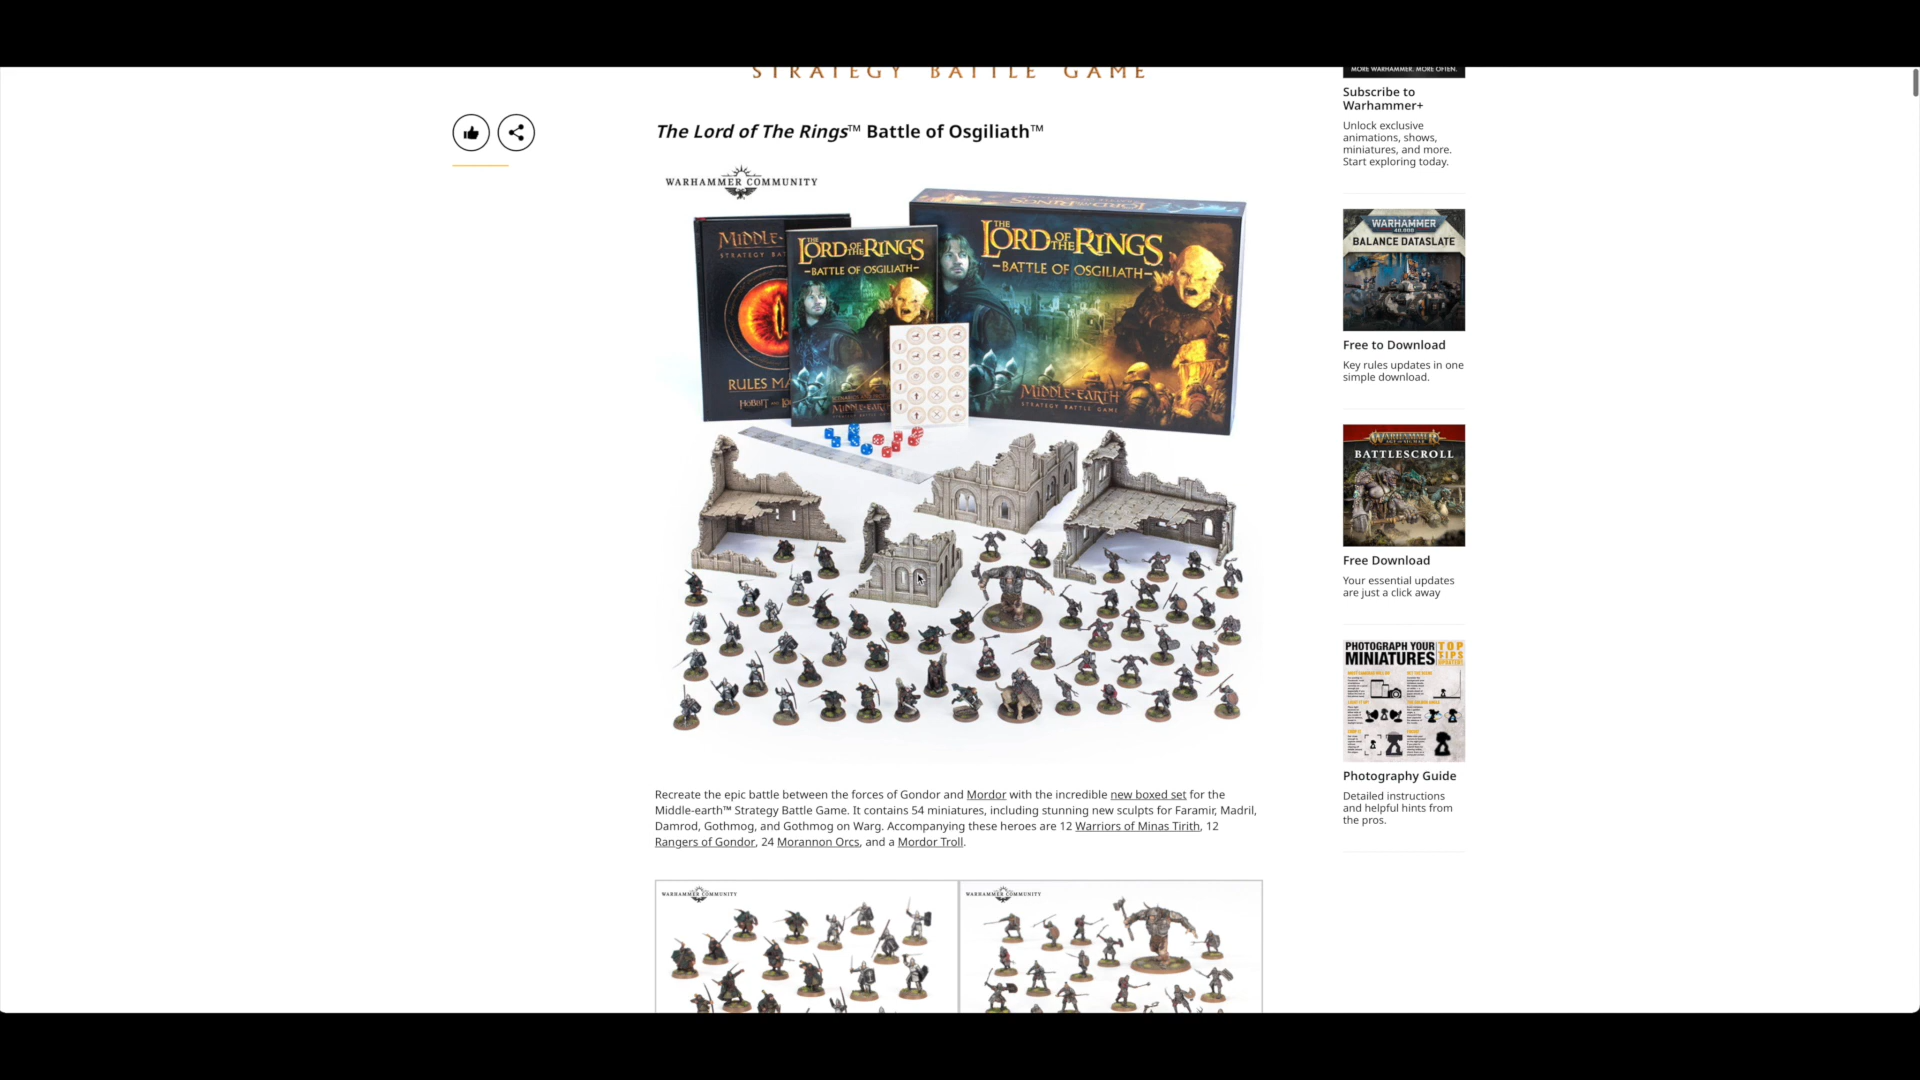 STRATEGY BATTLE GAME
The Lord of The Rings™ Battle of Osgiliath™
WARHAMMER COMMUNITY
MIDDLE-
STRATEGY BAT
RULES MA
THE LORD OF THE RINGS
-BATTLE OF OSGILIATH-
MIDDLE-EAR
THE LORD OF THE RINGS
-BATTLE OF OSGILIATH-
MIDDLE-EARTH
STRATEGY BATTLE GAME
Recreate the epic battle between the forces of Gondor and Mordor with the incredible new boxed set for the
Middle-earth™ Strategy Battle Game. It contains 54 miniatures, including stunning new sculpts for Faramir, Madril,
Damrod, Gothmog, and Gothmog on Warg. Accompanying these heroes are 12 Warriors of Minas Tirith, 12
Rangers of Gondor, 24 Morannon Orcs, and a Mordor Troll.
WARHAMMER COMMUNITY
WARHAMMER COMMUNITY
MORE WARHAMMER. MORE OFTEN.
Subscribe to
Warhammer+
Unlock exclusive
animations, shows,
miniatures, and more.
Start exploring today.
WARHAMMER
40,000
BALANCE DATASLATE
Free to Download
Key rules updates in one
simple download.
WARHAMMER
BATTLESCROLL
Free Download
Your essential updates
are just a click away
PHOTOGRAPH YOUR
MINIATURES
TOP
TIPS
Photography Guide
Detailed instructions
and helpful hints from
the pros.